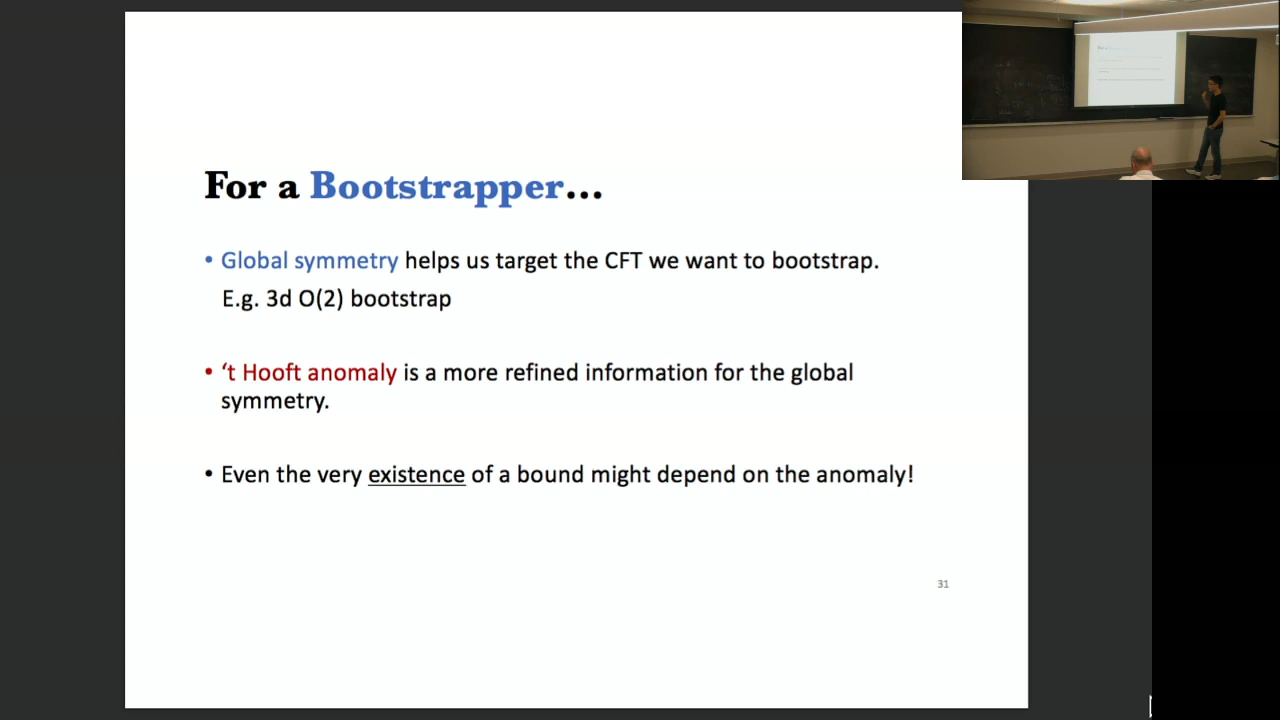 For a Bootstrapper...
• Global symmetry helps us target the CFT we want to bootstrap.
E.g. 3d O(2) bootstrap
• ‘t Hooft anomaly is a more refined information for the global
symmetry.
• Even the very existence of a bound might depend on the anomaly!
31